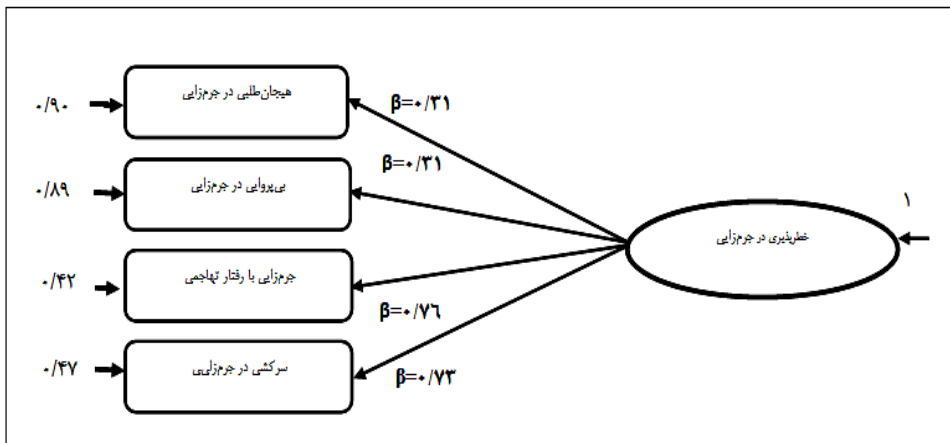 ۰/۹۰
هیجان‌طلبی در جرم‌زایی
β=۰/۳۱
۰/۸۹
بی‌پروایی در جرم‌زایی
β=۰/۳۱
۱
خطرپذیری در جرم‌زایی
۰/۴۲
جرم‌زایی با رفتار تهاجمی
β=۰/۷٦
۰/۴۷
سرکشی در جرم‌زایی
β=۰/۷۳